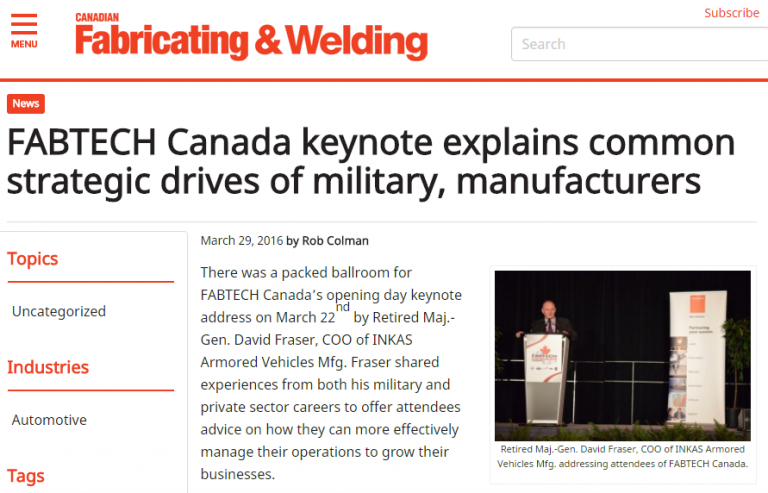 MENU
CANADIAN
Fabricating & Welding
Subscribe
Search
News
FABTECH Canada keynote explains common
strategic drives of military, manufacturers
Topics
Uncategorized
Industries
Automotive
Tags
March 29, 2016 by Rob Colman
There was a packed ballroom for
FABTECH Canada's opening day keynote
address on March 22nd by Retired Maj.-
Gen. David Fraser, COO of INKAS
Armored Vehicles Mfg. Fraser shared
experiences from both his military and
private sector careers to offer attendees
advice on how they can more effectively
manage their operations to grow their
businesses.
FABTECH
Retired Maj.-Gen. David Fraser, COO of INKAS Armored
Vehicles Mfg. addressing attendees of FABTECH Canada.